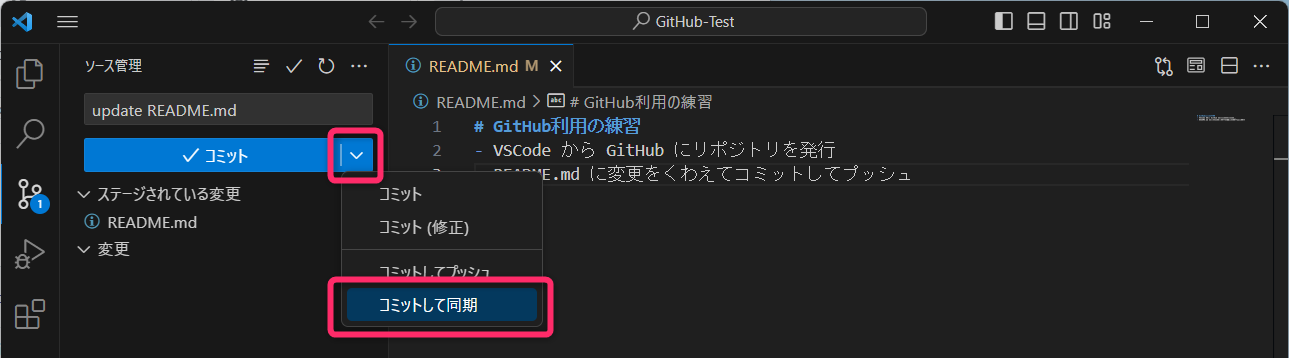 GitHub-Test
ソース管理
README.md M
update README.md
README.md > # GitHub利用の練習
コミット
1 # GitHub利用の練習
2 - VSCode から GitHub にリポジトリを発行
README.md に変更をくわえてコミットしてプッシュ
ステージされている変更
README.md
変更
1
コミット
コミット (修正)
コミットしてプッシュ
コミットして同期